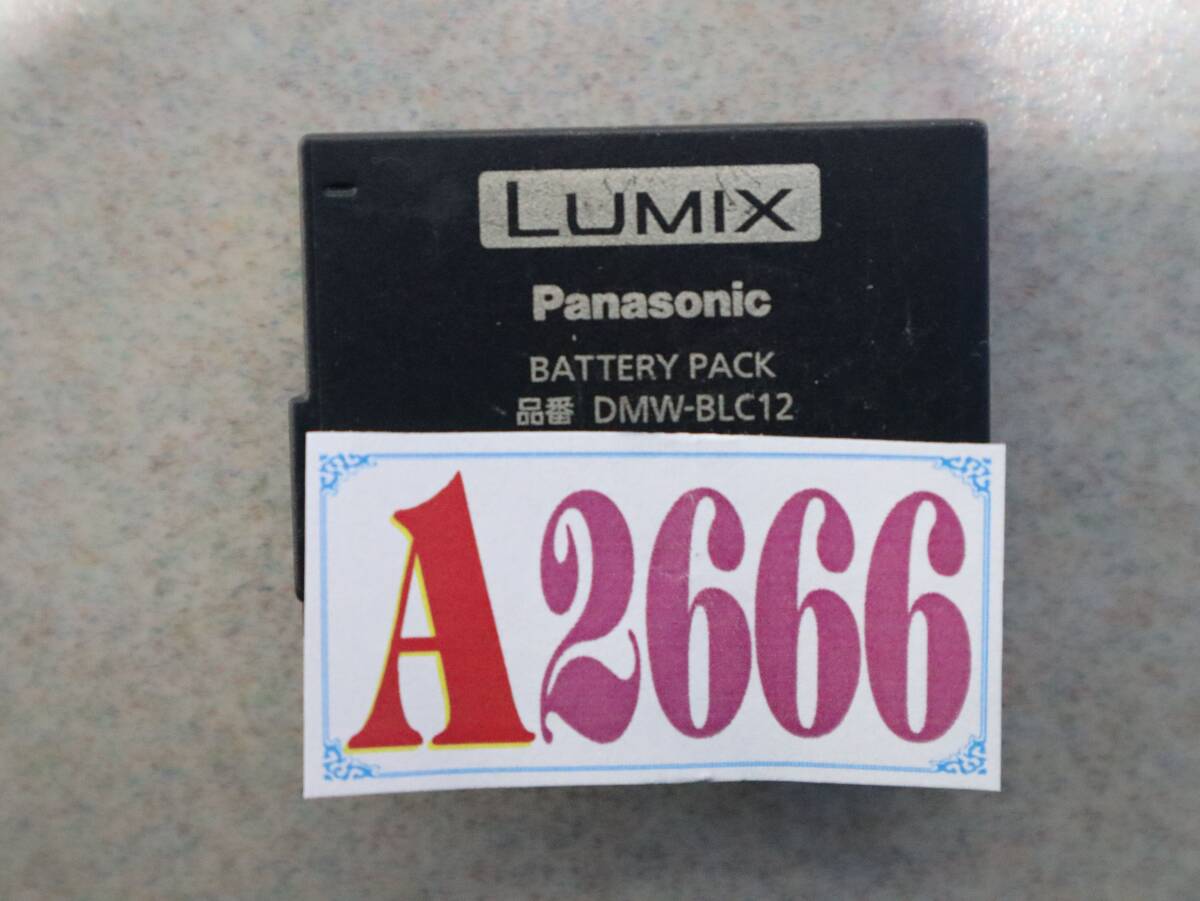 LUMIX
Panasonic
BATTERY PACK
品番 DMW-BLC12
A2666